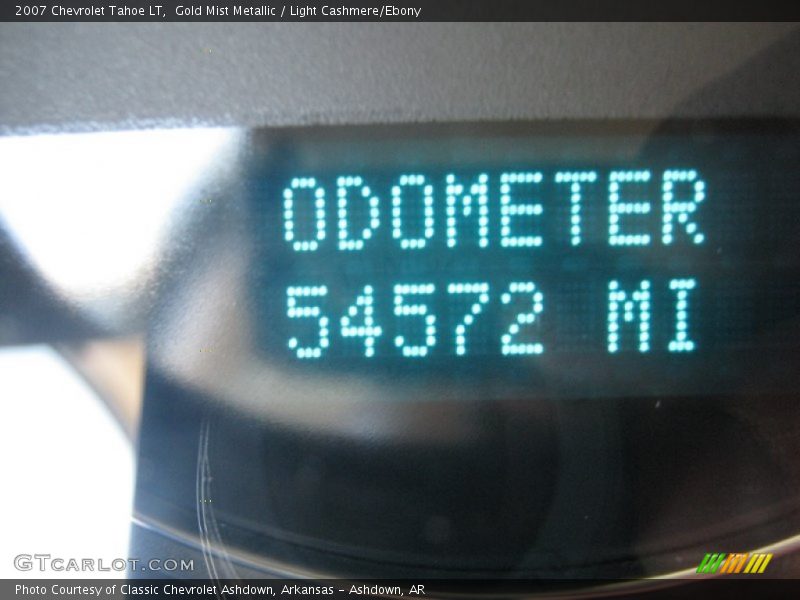 2007 Chevrolet Tahoe LT,  Gold Mist Metallic / Light Cashmere/Ebony
ODOMETER
54572 MI
GTCARLOT.COM
Photo Courtesy of Classic Chevrolet Ashdown, Arkansas - Ashdown, AR